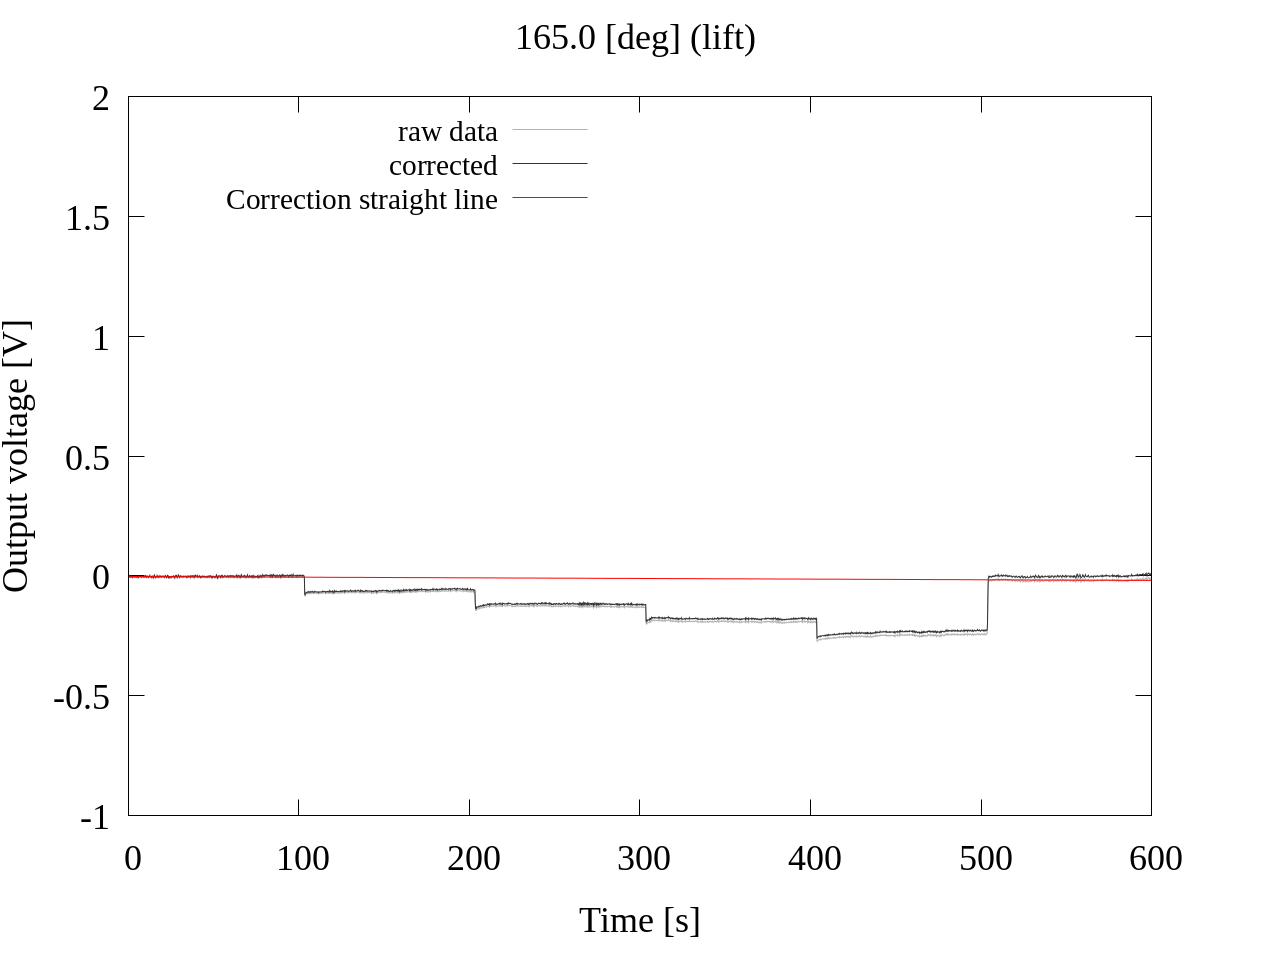 165.0 [deg] (lift)
2
1.5
1
0.5
0
-0.5
-1
raw data
corrected
Correction straight line
Output voltage [V]
0 100 200 300 400 500 600
Time [s]